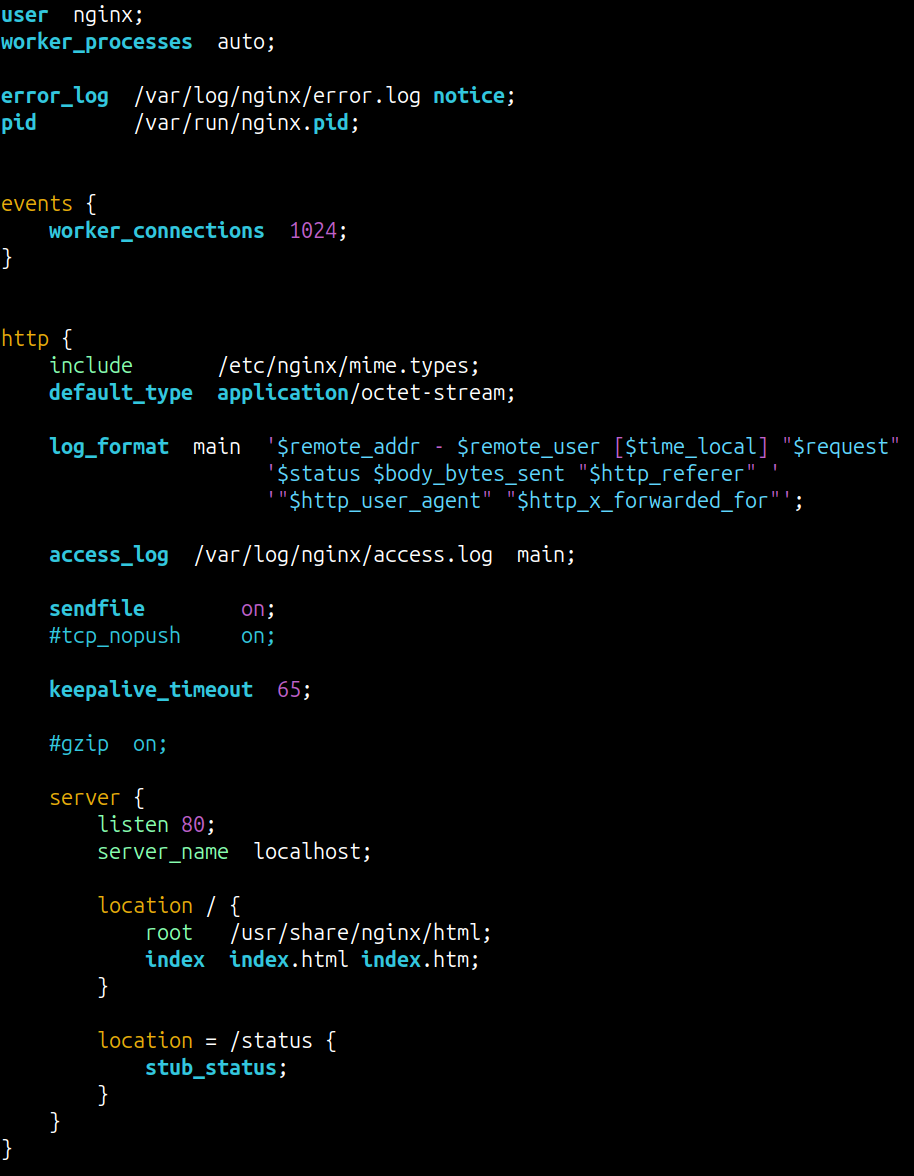 user  nginx;
worker_processes  auto;

error_log  /var/log/nginx/error.log notice;
pid        /var/run/nginx.pid;


events {
    worker_connections  1024;
}


http {
    include       /etc/nginx/mime.types;
    default_type  application/octet-stream;

    log_format  main  '$remote_addr - $remote_user [$time_local] "$request"
                      '$status $body_bytes_sent "$http_referer" '
                      '"$http_user_agent" "$http_x_forwarded_for"';

    access_log  /var/log/nginx/access.log  main;

    sendfile        on;
    #tcp_nopush     on;

    keepalive_timeout  65;

    #gzip  on;

    server {
        listen 80;
        server_name  localhost;

        location / {
            root   /usr/share/nginx/html;
            index  index.html index.htm;
        }

        location = /status {
            stub_status;
        }
    }
}